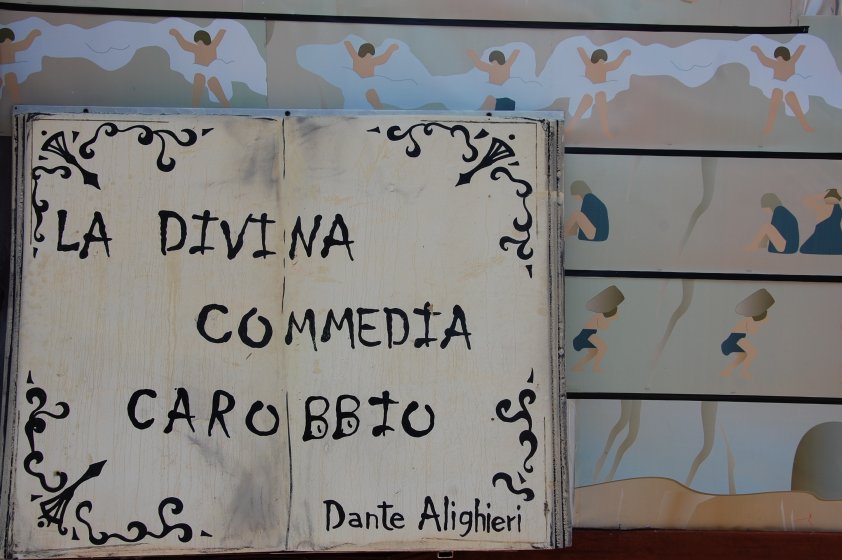 LA DIVINA
COMMEDIA
CAROBBIO
Dante Alighieri